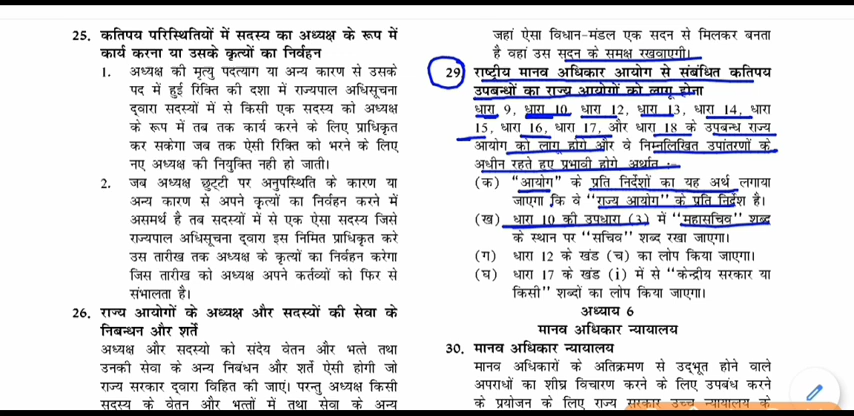 25. कतिपय परिस्थितियों में सदस्य का अध्यक्ष के रूप में
कार्य करना या उसके कृत्यों का निर्वहन
1. अध्यक्ष की मृत्यु पदत्याग या अन्य कारण से उसके
पद में हुई रिक्ति की दशा में राज्यपाल अधिसूचना
द्वारा सदस्यों में से किसी एक सदस्य को अध्यक्ष
के रूप में तब तक कार्य करने के लिए प्राधिकृत
कर सकेगा जब तक ऐसी रिक्ति को भरने के लिए
नए अध्यक्ष की नियुक्ति नही हो जाती।
2. जब अध्यक्ष छुट्टी पर अनुपस्थिति के कारण या
अन्य कारण से अपने कृत्यों का निर्वहन करने में
असमर्थ है तब सदस्यों में से एक ऐसा सदस्य जिसे
राज्यपाल अधिसूचना द्वारा इस निमित प्राधिकृत करे
उस तारीख तक अध्यक्ष के कृत्यों का निर्वहन करेगा
जिस तारीख को अध्यक्ष अपने कर्तव्यों को फिर से
संभालता है।
26. राज्य आयोगों के अध्यक्ष और सदस्यों की सेवा के
निबन्धन और शर्ते
अध्यक्ष और सदस्यो को संदेय वेतन और भत्ते तथा
उनकी सेवा के अन्य निबंधन और शर्ते ऐसी होगी जो
राज्य सरकार द्वारा विहित की जाएं। परन्तु अध्यक्ष किसी
सदस्य के वेतन और भत्तों में तथा सेवा के अन्य
जहां ऐसा विधान-मंडल एक सदन से मिलकर बनता
है वहां उस सदन के समक्ष रखवाएगी।
29 राष्ट्रीय मानव अधिकार आयोग से संबंधित कतिपय
उपबन्धों का राज्य आयोगों को लागू होना
धारा 9, धारा 10, धारा 12, धारा 13, धारा 14, धारा
15, धारा 16, धारा 17, और धारा 18 के उपबन्ध राज्य
आयोग को लागू होंगे और वे निम्नलिखित उपांतरणों के
अधीन रहते हुए प्रभावी होंगे अर्थात :-
(क) “आयोग” के प्रति निर्देशों का यह अर्थ लगाया
जाएगा कि वे “राज्य आयोग” के प्रति निर्देश है।
(ख) धारा 10 की उपधारा (3) में “महासचिव” शब्द
के स्थान पर “सचिव” शब्द रखा जाएगा।
(ग) धारा 12 के खंड (च) का लोप किया जाएगा।
(घ) धारा 17 के खंड (i) में से “केन्द्रीय सरकार या
किसी” शब्दों का लोप किया जाएगा।
अध्याय 6
मानव अधिकार न्यायालय
30. मानव अधिकार न्यायालय
मानव अधिकारों के अतिक्रमण से उद्भूत होने वाले
अपराधों का शीघ्र विचारण करने के लिए उपबंध करने
के प्रयोजन के लिए राज्य सरकार उच्च न्यायालय के